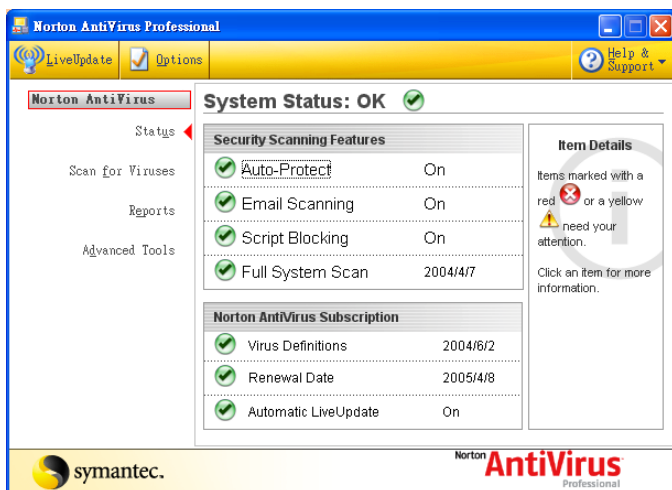 Norton AntiVirus Professional
LiveUpdate
Options
Help &
Support
Norton AntiVirus
Status
Scan for Viruses
Reports
Advanced Tools
System Status: OK
Security Scanning Features
Auto-Protect On
Email Scanning On
Script Blocking On
Full System Scan 2004/4/7
Norton AntiVirus Subscription
Virus Definitions 2004/6/2
Renewal Date 2005/4/8
Automatic LiveUpdate On
Item Details
Items marked with a
red or a yellow
need your
attention.
Click an item for more
information.
symantec.
Norton AntiVirus
Professional